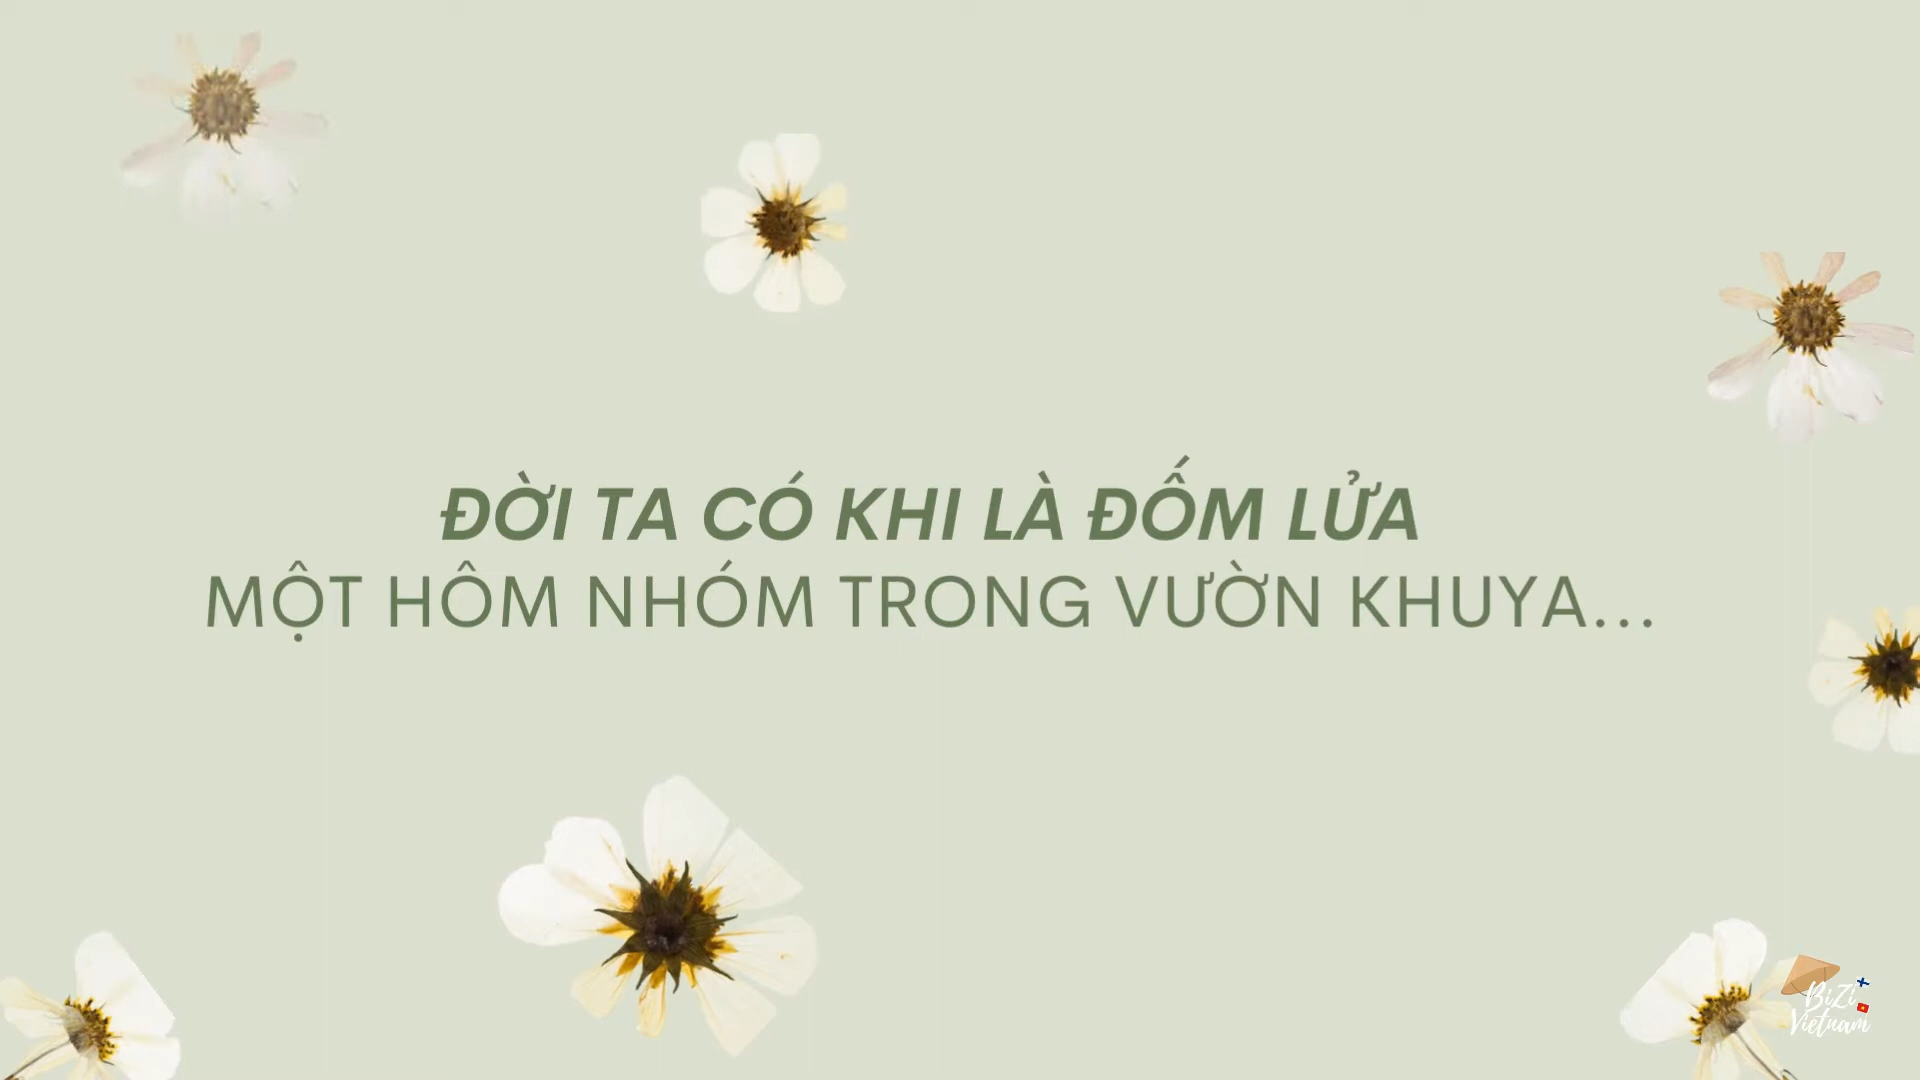 ĐỜI TA CÓ KHI LÀ ĐỐM LỬA
MỘT HÔM NHÓM TRONG VƯỜN KHUYA...
BiZi
Vietnam